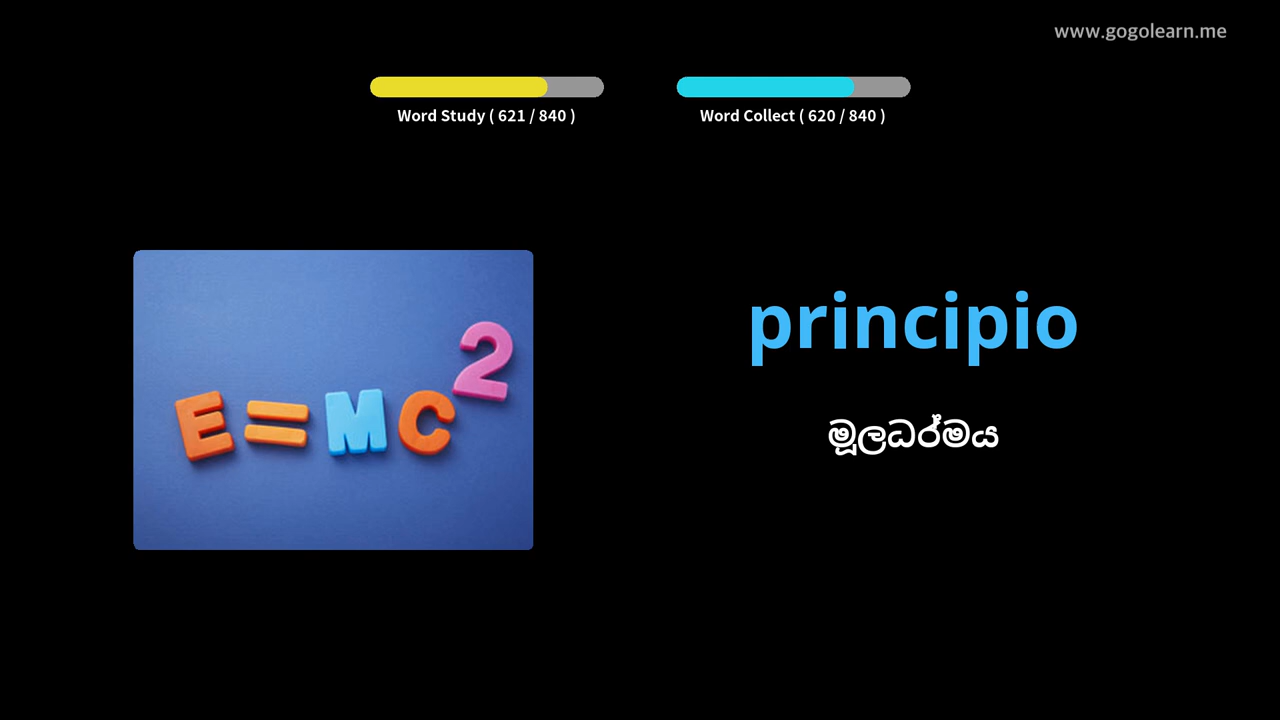 www.gogolearn.me
Word Study ( 621 / 840 )
Word Collect ( 620 / 840 )
E=MC2
principio
මූලධර්මය